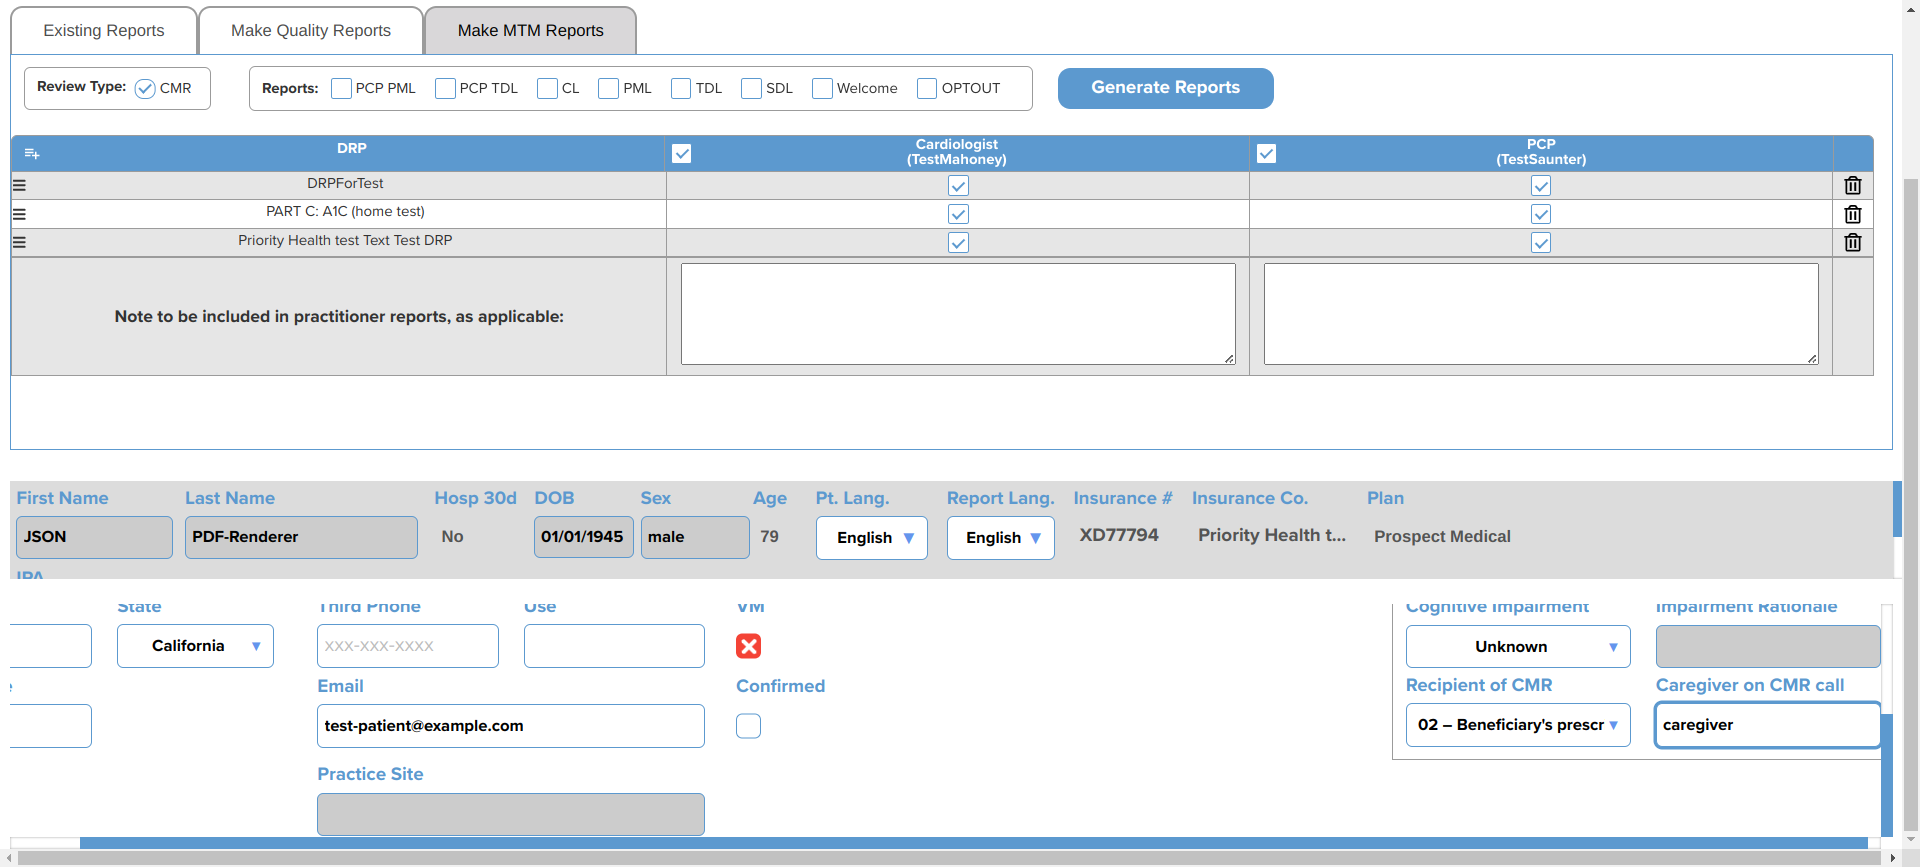 Existing Reports
Make Quality Reports
Make MTM Reports
Review Type: CMR
Reports: PCP PML PCP TDL CL PML TDL SDL Welcome OPTOUT
Generate Reports
DRP
Cardiologist
(TestMahoney)
PCP
(TestSaunter)
DRPForTest
PART C: A1C (home test)
Priority Health test Text Test DRP
Note to be included in practitioner reports, as applicable:
First Name Last Name Hosp 30d DOB Sex Age Pt. Lang. Report Lang. Insurance # Insurance Co. Plan
JSON PDF-Renderer No 01/01/1945 male 79 English English XD77794 Priority Health t... Prospect Medical
IPA
State Third Phone Use VM Cognitive Impairment Impairment Rationale
California XXX-XXX-XXXX Unknown
Email Confirmed Recipient of CMR Caregiver on CMR call
test-patient@example.com 02 – Beneficiary's prescr caregiver
Practice Site